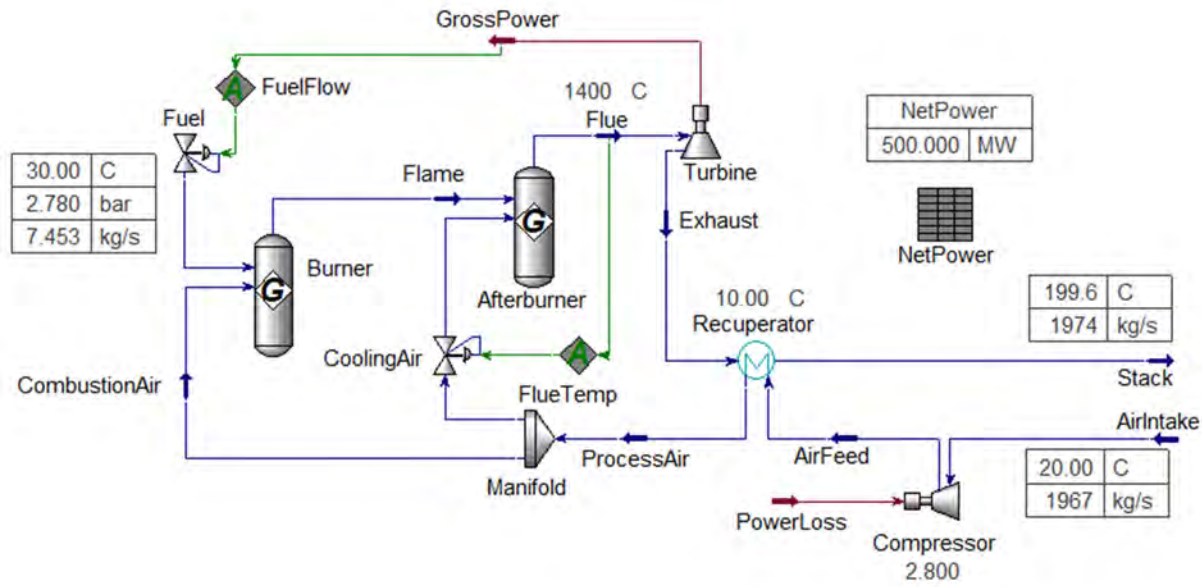 GrossPower
A
FuelFlow
Fuel
1400 C
Flue
NetPower
500.000 MW
30.00 C
2.780 bar
7.453 kg/s
Flame
Turbine
G
Burner
G
Afterburner
Exhaust
NetPower
10.00 C
Recuperator
M
199.6 C
1974 kg/s
Stack
CoolingAir
A
FlueTemp
CombustionAir
Manifold
ProcessAir
AirFeed
AirIntake
20.00 C
1967 kg/s
PowerLoss
Compressor
2.800